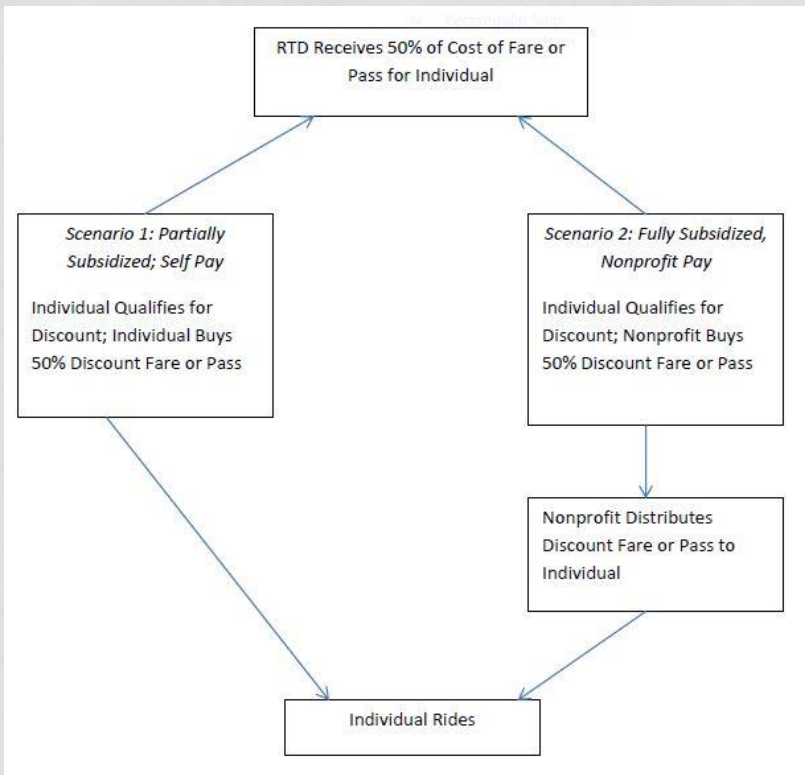 RTD Receives 50% of Cost of Fare or
Pass for Individual
Scenario 1: Partially
Subsidized; Self Pay
Individual Qualifies for
Discount; Individual Buys
50% Discount Fare or Pass
Scenario 2: Fully Subsidized,
Nonprofit Pay
Individual Qualifies for
Discount; Nonprofit Buys
50% Discount Fare or Pass
Nonprofit Distributes
Discount Fare or Pass to
Individual
Individual Rides